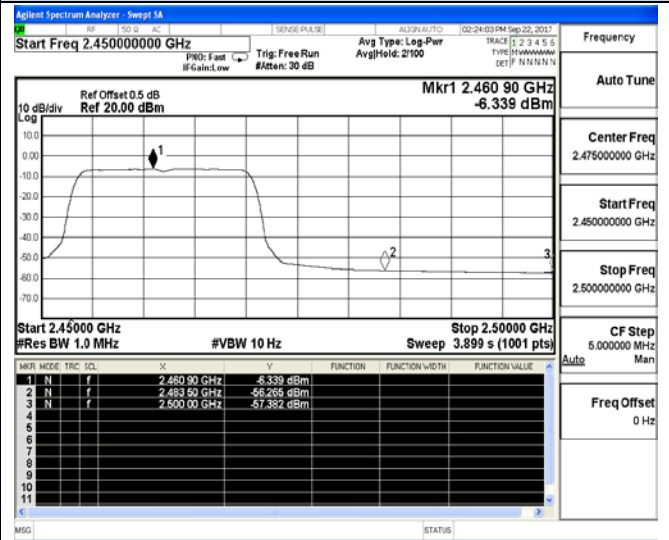 Agilent Spectrum Analyzer - Swept SA
RF 50 Ω AC SENSE:PULSE ALIGN AUTO 02:24:03 PM Sep 22, 2017
Start Freq 2.450000000 GHz
PNO: Fast
IFGain:Low
Trig: Free Run
#Atten: 30 dB
Avg Type: Log-Pwr
Avg|Hold: 2/100
TRACE 1 2 3 4 5 6
TYPE M
DET P N N N N N
Frequency
Auto Tune
Center Freq
2.475000000 GHz
Start Freq
2.450000000 GHz
Stop Freq
2.500000000 GHz
CF Step
5.000000 MHz
Auto Man
Freq Offset
0 Hz
Ref Offset 0.5 dB
10 dB/div Ref 20.00 dBm
Log
Mkr1 2.460 90 GHz
-6.339 dBm
10.0
0.00
-10.0
-20.0
-30.0
-40.0
-50.0
-60.0
-70.0
1
2
3
Start 2.45000 GHz Stop 2.50000 GHz
#Res BW 1.0 MHz #VBW 10 Hz Sweep 3.899 s (1001 pts)
MKR MODE TRC SCL X Y FUNCTION FUNCTION WIDTH FUNCTION VALUE
1 N f 2.460 90 GHz -6.339 dBm
2 N f 2.483 50 GHz -56.265 dBm
3 N f 2.500 00 GHz -57.382 dBm
4
5
6
7
8
9
10
11
MSG STATUS